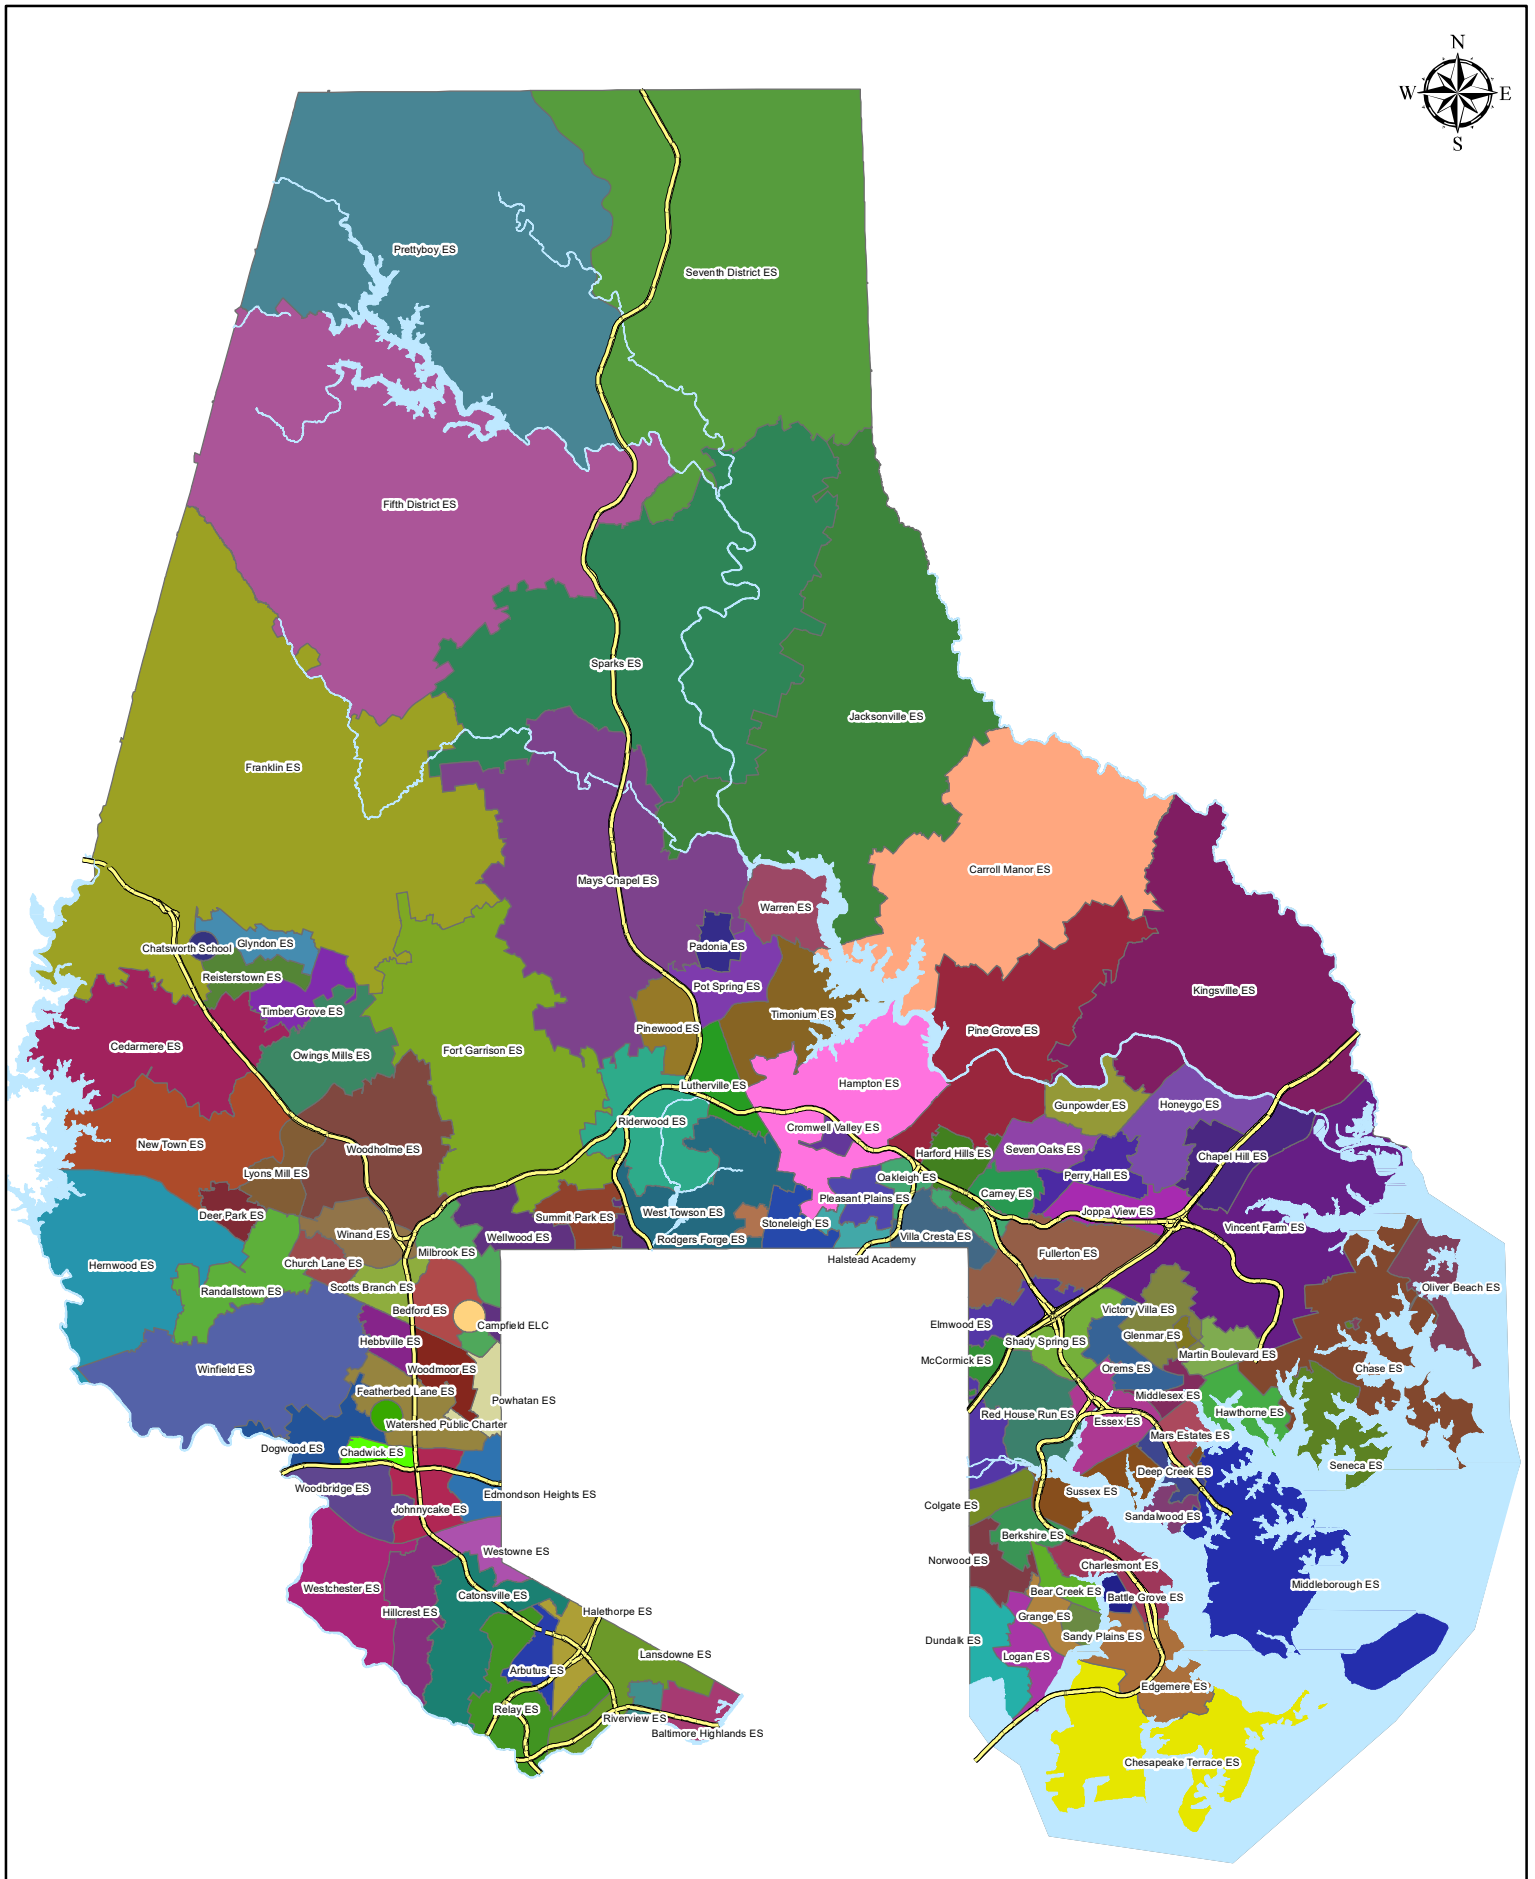 N
W
E
S
Prettyboy ES
Seventh District ES
Fifth District ES
Sparks ES
Jacksonville ES
Franklin ES
Carroll Manor ES
Mays Chapel ES
Warren ES
Chatsworth School
Glyndon ES
Padonia ES
Reisterstown ES
Pot Spring ES
Kingsville ES
Timber Grove ES
Timonium ES
Pinewood ES
Pine Grove ES
Cedarmere ES
Owings Mills ES
Fort Garrison ES
Lutherville ES
Hampton ES
Gunpowder ES
Honeygo ES
Riderwood ES
Cromwell Valley ES
New Town ES
Woodholme ES
Harford Hills ES
Seven Oaks ES
Chapel Hill ES
Lyons Mill ES
Oakleigh ES
Perry Hall ES
Carney ES
Pleasant Plains ES
Deer Park ES
Summit Park ES
West Towson ES
Stoneleigh ES
Joppa View ES
Vincent Farm ES
Winand ES
Wellwood ES
Rodgers Forge ES
Villa Cresta ES
Milbrook ES
Fullerton ES
Halstead Academy
Hernwood ES
Church Lane ES
Scotts Branch ES
Randallstown ES
Oliver Beach ES
Bedford ES
Victory Villa ES
Campfield ELC
Elmwood ES
Glenmar ES
Hebbville ES
Shady Spring ES
Martin Boulevard ES
McCormick ES
Winfield ES
Woodmoor ES
Orems ES
Chase ES
Featherbed Lane ES
Powhatan ES
Middlesex ES
Red House Run ES
Hawthorne ES
Watershed Public Charter
Essex ES
Mars Estates ES
Dogwood ES
Chadwick ES
Seneca ES
Deep Creek ES
Woodbridge ES
Edmondson Heights ES
Sussex ES
Johnnycake ES
Colgate ES
Sandalwood ES
Berkshire ES
Westowne ES
Norwood ES
Charlesmont ES
Westchester ES
Catonsville ES
Bear Creek ES
Battle Grove ES
Middleborough ES
Hillcrest ES
Halethorpe ES
Grange ES
Dundalk ES
Sandy Plains ES
Lansdowne ES
Logan ES
Arbutus ES
Edgemere ES
Relay ES
Riverview ES
Baltimore Highlands ES
Chesapeake Terrace ES